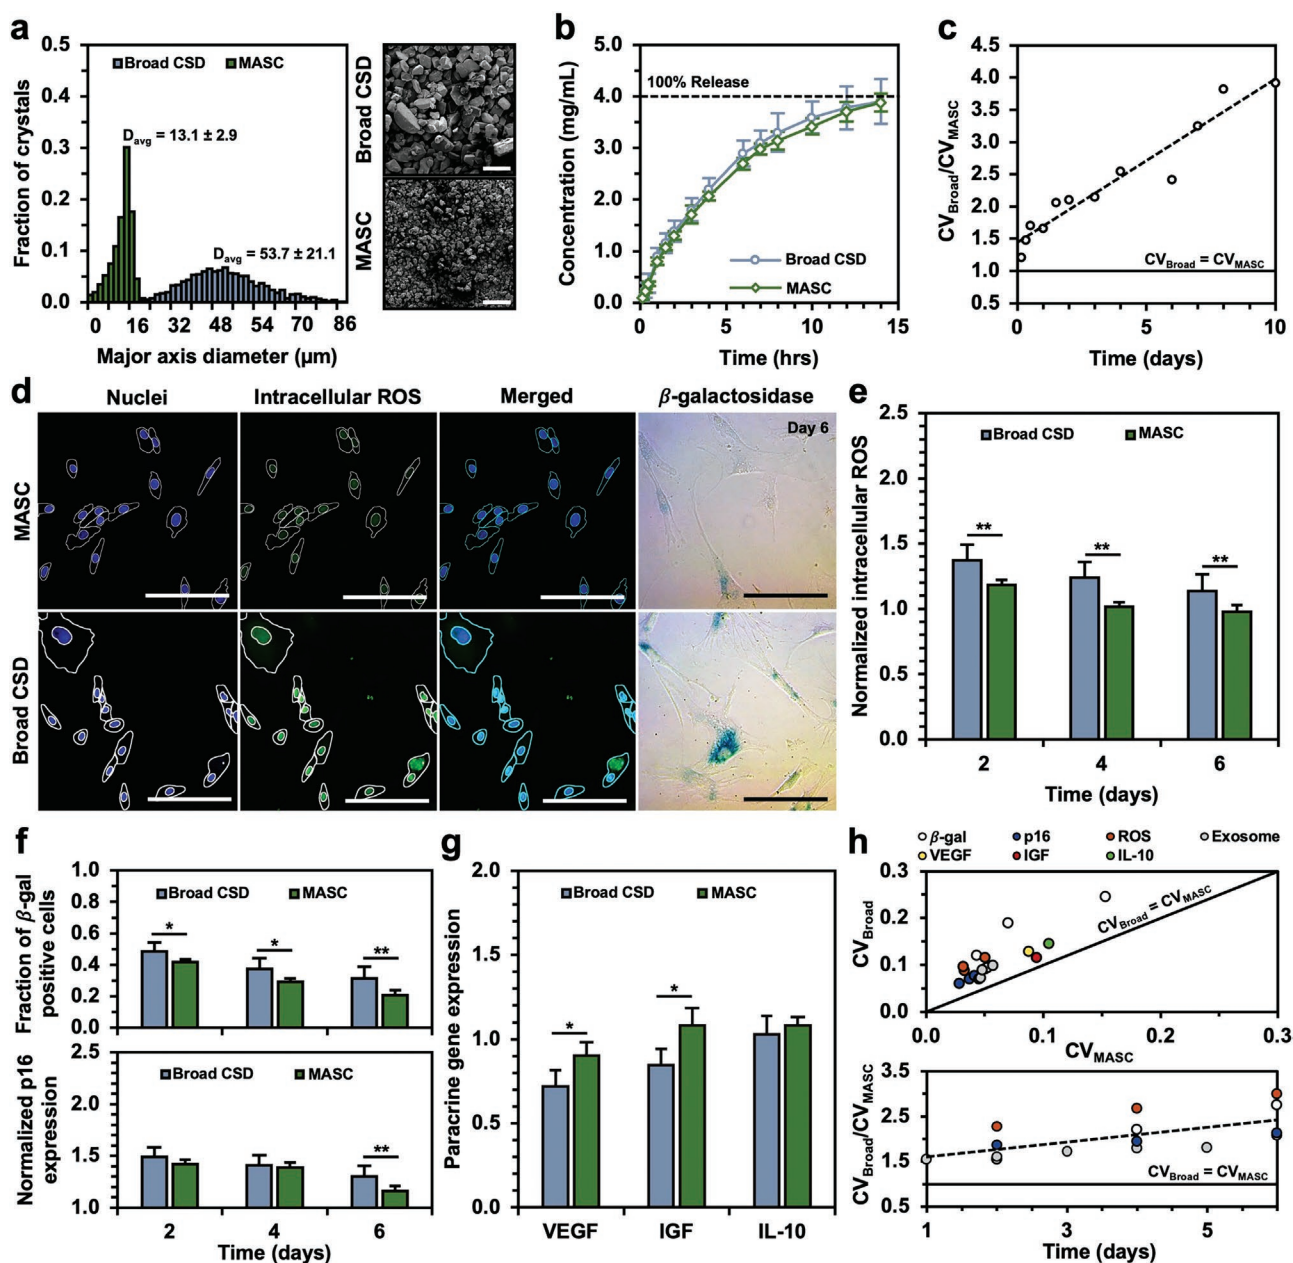 a
0.5
0.4
0.3
0.2
0.1
0.0
Fraction of crystals
Broad CSD
MASC
Davg = 13.1 ± 2.9
Davg = 53.7 ± 21.1
0 16 32 48 54 70 86
Major axis diameter (µm)
Broad CSD
MASC
b
5.0
4.0
3.0
2.0
1.0
0.0
Concentration (mg/mL)
100% Release
Broad CSD
MASC
0 5 10 15
Time (hrs)
c
4.5
4.0
3.5
3.0
2.5
2.0
1.5
1.0
0.5
CVBroad/CVMASC
CVBroad = CVMASC
0 5 10
Time (days)
d
Nuclei
Intracellular ROS
Merged
β-galactosidase
MASC
Day 6
Broad CSD
e
2.5
2.0
1.5
1.0
0.5
0.0
Normalized intracellular ROS
Broad CSD
MASC
**
**
**
2 4 6
Time (days)
f
1.0
0.8
0.6
0.4
0.2
0.0
Fraction of β-gal
positive cells
Broad CSD
MASC
*
*
**
2.5
2.0
1.5
1.0
Normalized p16
expression
Broad CSD
MASC
**
2 4 6
Time (days)
g
2.0
1.5
1.0
0.5
0.0
Paracrine gene expression
Broad CSD
MASC
*
*
VEGF IGF IL-10
h
β-gal p16 ROS Exosome
VEGF IGF IL-10
0.3
0.2
0.1
0.0
CVBroad
CVBroad = CVMASC
0.0 0.1 0.2 0.3
CVMASC
3.5
2.5
1.5
0.5
CVBroad/CVMASC
CVBroad = CVMASC
1 3 5
Time (days)